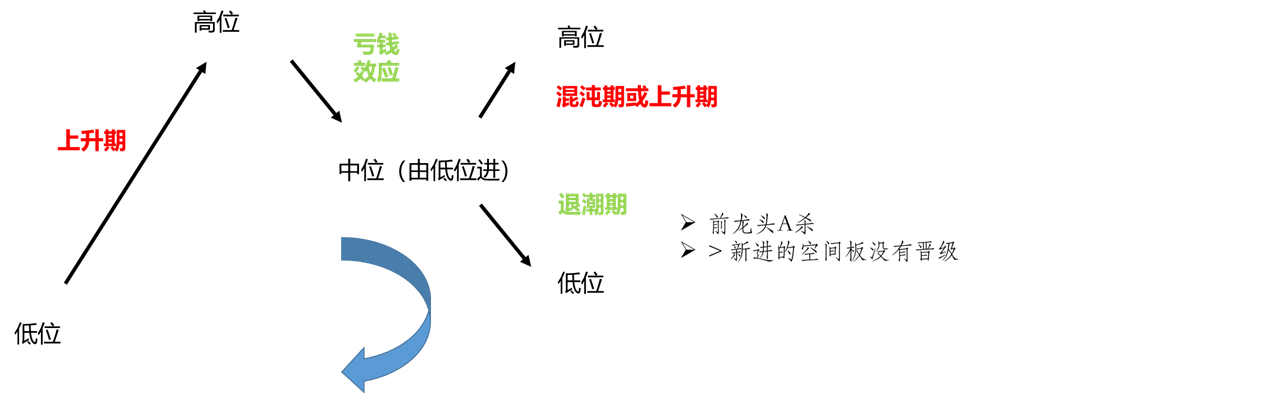 高位
亏钱
效应
高位
混沌期或上升期
上升期
中位（由低位进）
退潮期
➢ 前龙头A杀
➢ >新进的空间板没有晋级
低位
低位